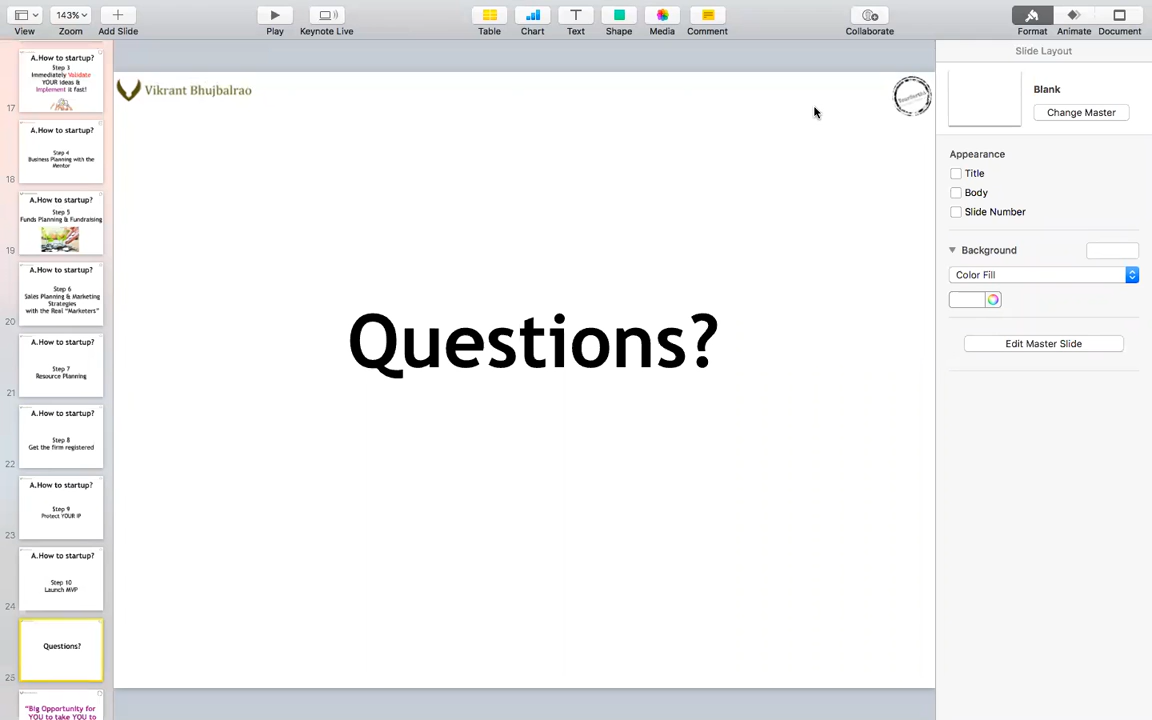 143%
View
Zoom
Add Slide
Play
Keynote Live
Table
Chart
Text
Shape
Media
Comment
Collaborate
Format
Animate
Document
A.How to startup?
Step 3
Immediately Validate
YOUR ideas &
Implement it fast!
17
A.How to startup?
Step 4
Business Planning with the
Mentor
18
A.How to startup?
Step 5
Funds Planning & Fundraising
19
A.How to startup?
Step 6
Sales Planning & Marketing
Strategies
with the Real "Marketers"
20
A.How to startup?
Step 7
Resource Planning
21
A.How to startup?
Step 8
Get the firm registered
22
A.How to startup?
Step 9
Protect YOUR IP
23
A.How to startup?
Step 10
Launch MVP
24
Questions?
25
"Big Opportunity for
YOU to take YOU to
Vikrant Bhujbalrao
Questions?
Slide Layout
Blank
Change Master
Appearance
Title
Body
Slide Number
Background
Color Fill
Edit Master Slide